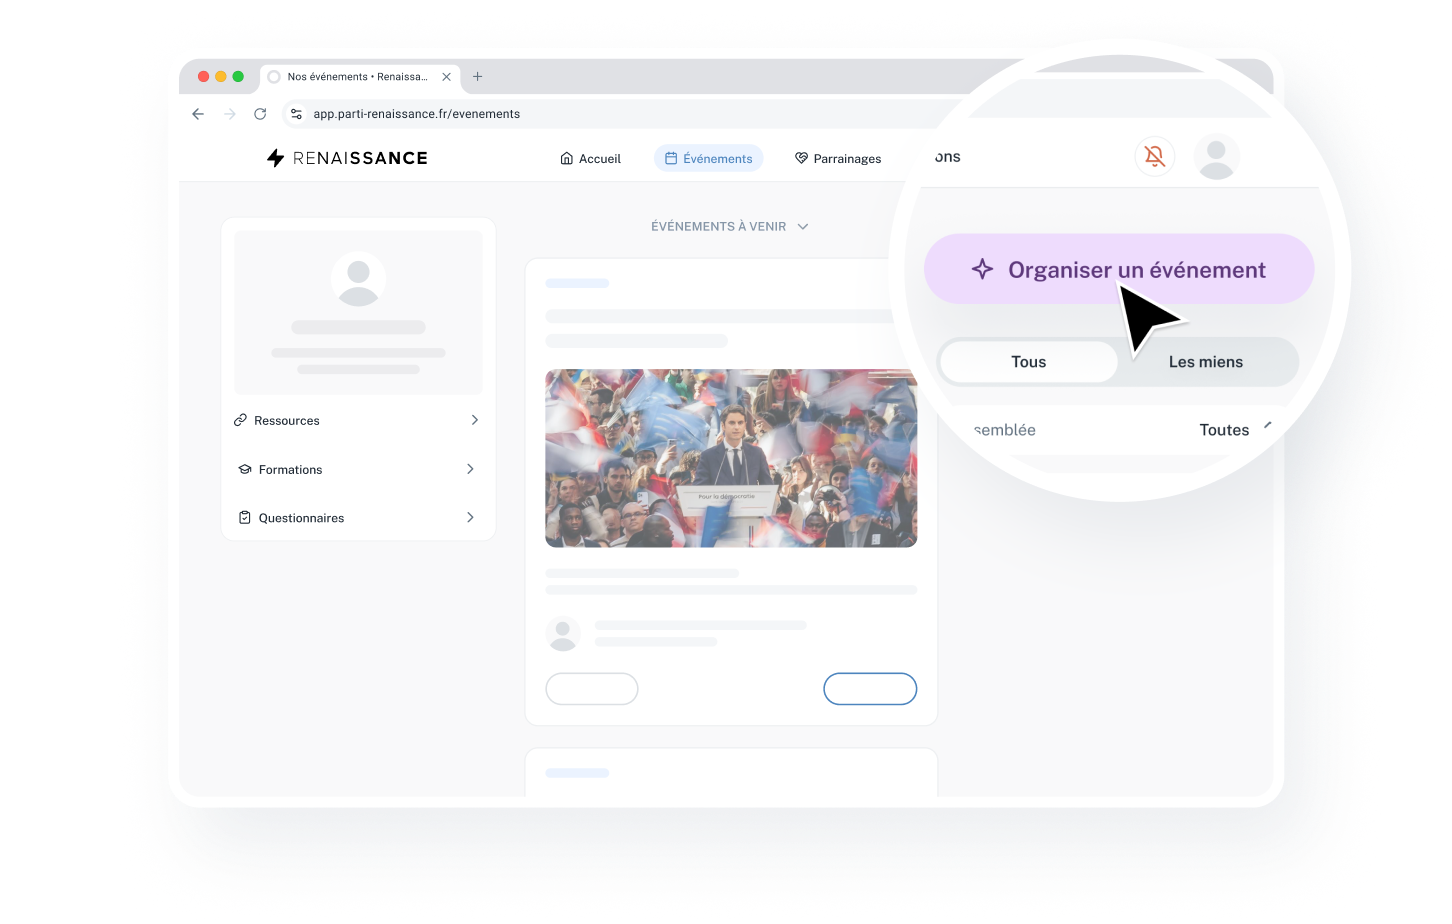 Nos événements • Renaissa...
app.parti-renaissance.fr/evenements
RENAISSANCE
Accueil
Événements
Parrainages
ons
ÉVÉNEMENTS À VENIR
Organiser un événement
Tous
Les miens
semblée
Toutes
Ressources
Formations
Questionnaires
Pour la démocratie